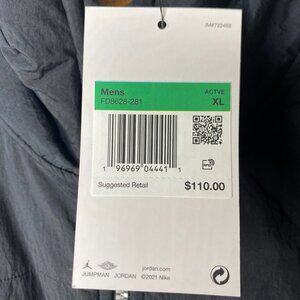 Mens
FD8628-281
ACTVE
XL
1 96969 04441 1
Suggested Retail
$110.00
JUMPMAN JORDAN
jordan.com
©2021 Nike